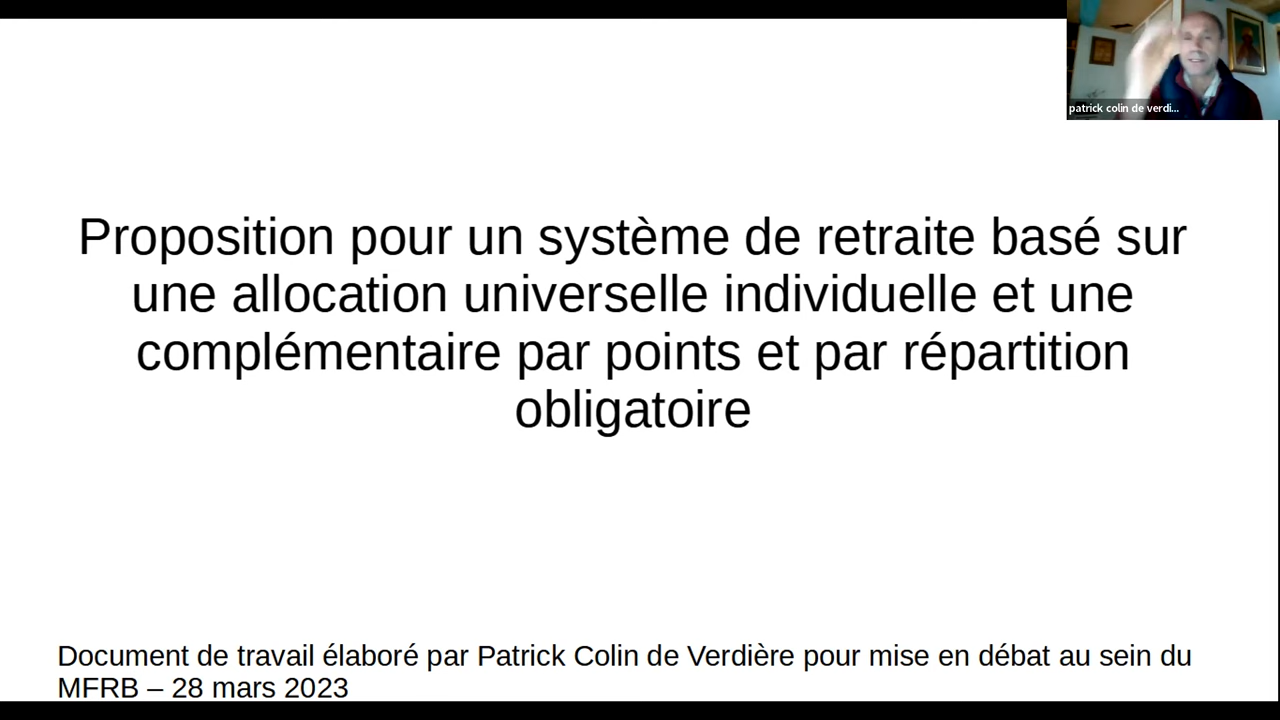 patrick colin de verdi...
Proposition pour un système de retraite basé sur
une allocation universelle individuelle et une
complémentaire par points et par répartition
obligatoire
Document de travail élaboré par Patrick Colin de Verdière pour mise en débat au sein du
MFRB – 28 mars 2023